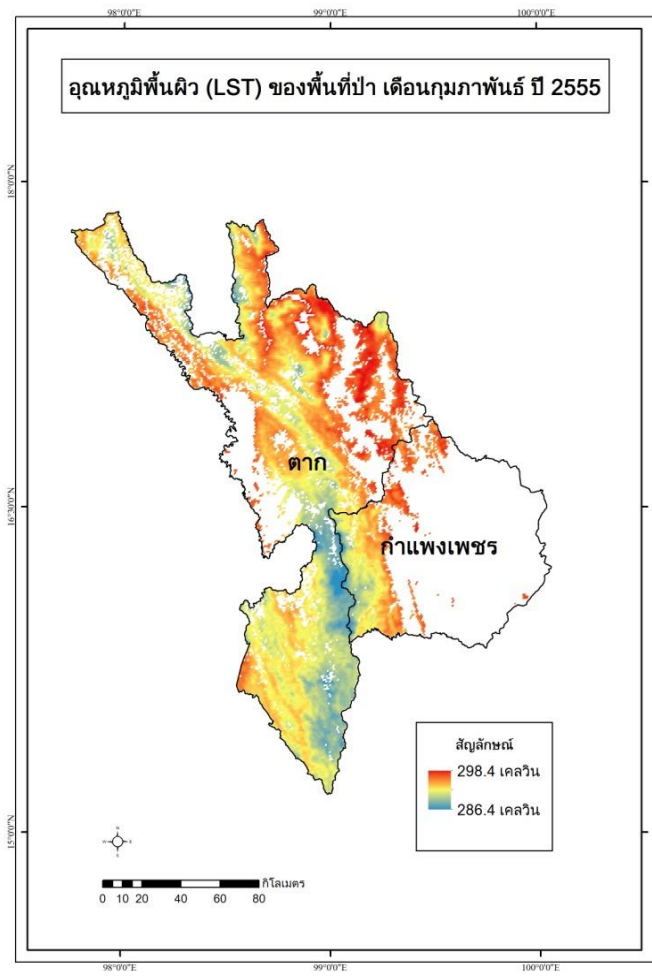 98°0'0"E 99°0'0"E 100°0'0"E
อุณหภูมิพื้นผิว (LST) ของพื้นที่ป่า เดือนกุมภาพันธ์ ปี 2555
18°0'0"N
ตาก
16°30'0"N
กำแพงเพชร
สัญลักษณ์
298.4 เคลวิน
286.4 เคลวิน
15°0'0"N
N
W E
S
กิโลเมตร
0 10 20 40 60 80
98°0'0"E 99°0'0"E 100°0'0"E